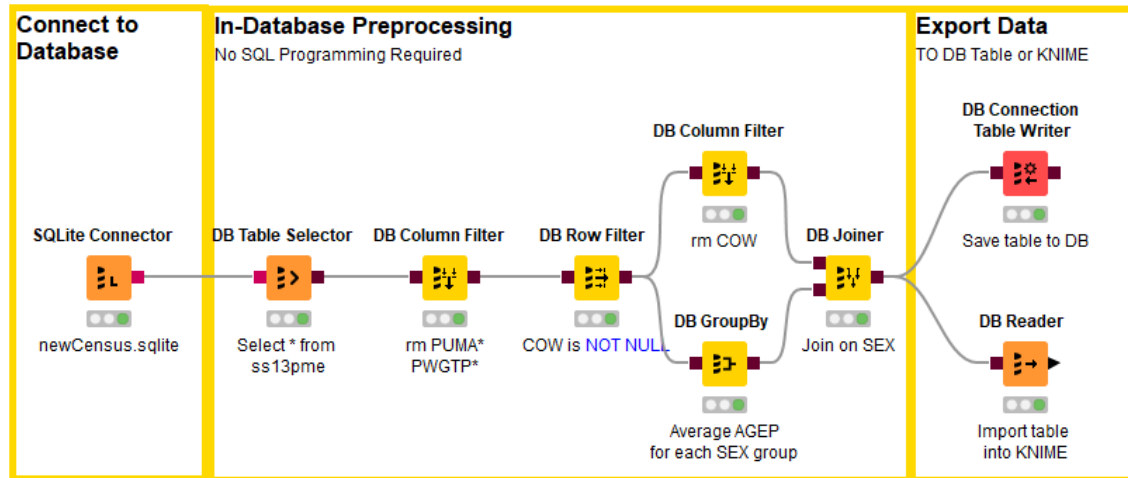 Connect to
Database
In-Database Preprocessing
No SQL Programming Required
Export Data
TO DB Table or KNIME
SQLite Connector
newCensus.sqlite
DB Table Selector
Select * from
ss13pme
DB Column Filter
rm PUMA*
PWGTP*
DB Row Filter
COW is NOT NULL
DB Column Filter
rm COW
DB GroupBy
Average AGEP
for each SEX group
DB Joiner
Join on SEX
DB Connection
Table Writer
Save table to DB
DB Reader
Import table
into KNIME